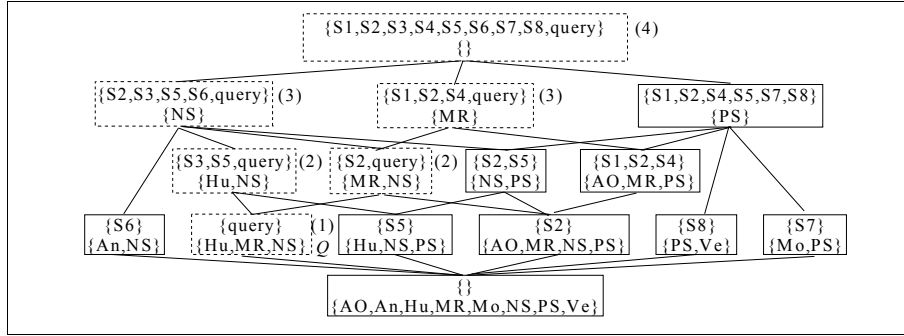 {S1,S2,S3,S4,S5,S6,S7,S8,query} (4)
{}
{S2,S3,S5,S6,query} (3) {S1,S2,S4,query} (3) {S1,S2,S4,S5,S7,S8}
{NS} {MR} {PS}
{S3,S5,query} (2) {S2,query} (2) {S2,S5} {S1,S2,S4}
{Hu,NS} {MR,NS} {NS,PS} {AO,MR,PS}
{S6} {query} (1) {S5} {S2} {S8} {S7}
{An,NS} {Hu,MR,NS} Q {Hu,NS,PS} {AO,MR,NS,PS} {PS,Ve} {Mo,PS}
{}
{AO,An,Hu,MR,Mo,NS,PS,Ve}